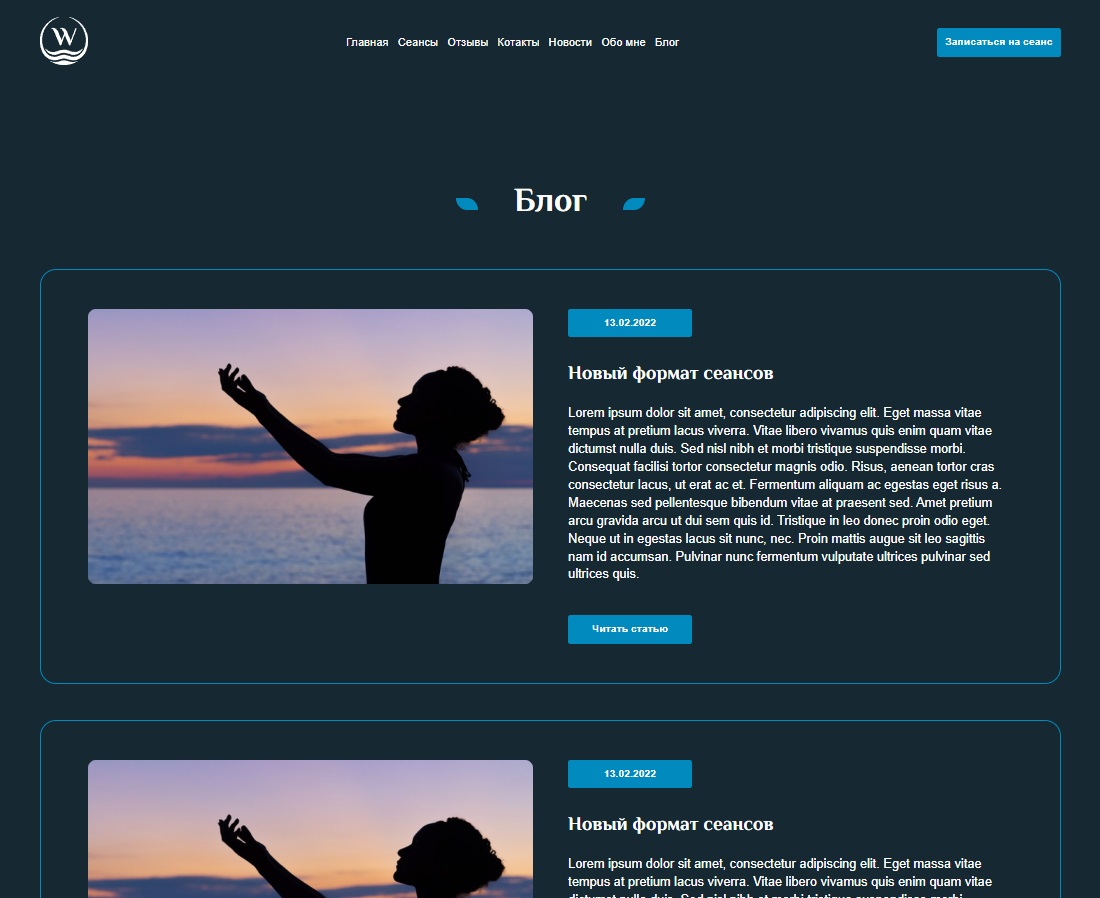 W
Главная Сеансы Отзывы Котакты Новости Обо мне Блог
Записаться на сеанс
Блог
13.02.2022
Новый формат сеансов
Lorem ipsum dolor sit amet, consectetur adipiscing elit. Eget massa vitae
tempus at pretium lacus viverra. Vitae libero vivamus quis enim quam vitae
dictumst nulla duis. Sed nisl nibh et morbi tristique suspendisse morbi.
Consequat facilisi tortor consectetur magnis odio. Risus, aenean tortor cras
consectetur lacus, ut erat ac et. Fermentum aliquam ac egestas eget risus a.
Maecenas sed pellentesque bibendum vitae at praesent sed. Amet pretium
arcu gravida arcu ut dui sem quis id. Tristique in leo donec proin odio eget.
Neque ut in egestas lacus sit nunc, nec. Proin mattis augue sit leo sagittis
nam id accumsan. Pulvinar nunc fermentum vulputate ultrices pulvinar sed
ultrices quis.
Читать статью
13.02.2022
Новый формат сеансов
Lorem ipsum dolor sit amet, consectetur adipiscing elit. Eget massa vitae
tempus at pretium lacus viverra. Vitae libero vivamus quis enim quam vitae